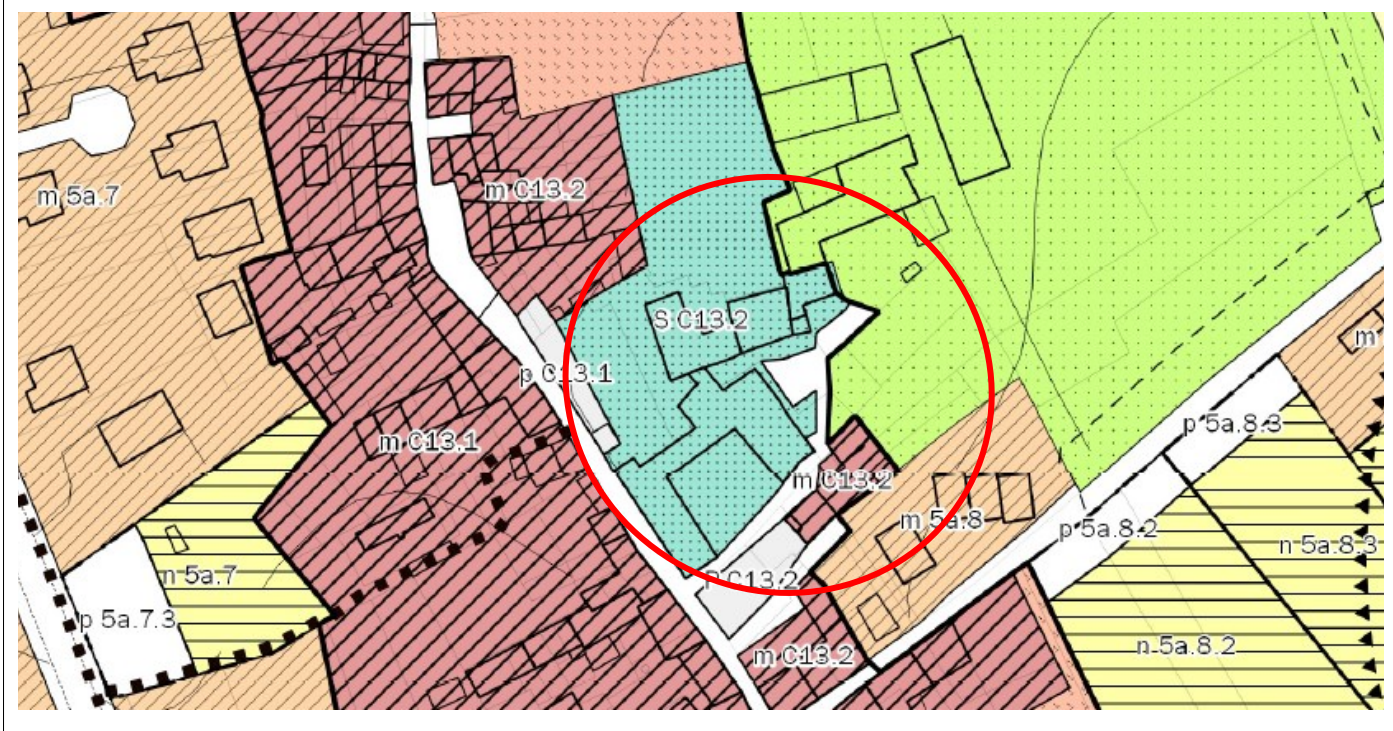 m 5a.7
m C13.2
S C13.2
m
p C13.1
p 5a.8.3
m C13.1
m C13.2
m 5a.8
p 5a.8.2
n 5a.8.3
n 5a.7
P C13.2
p 5a.7.3
n 5a.8.2
m C13.2